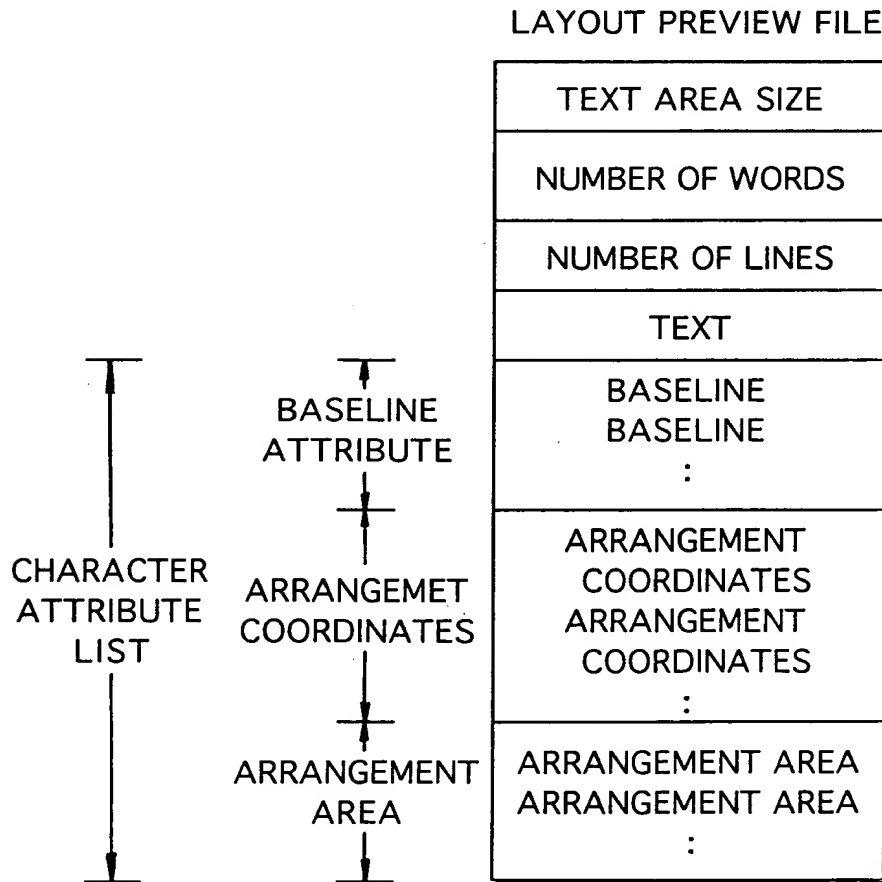 LAYOUT PREVIEW FILE
TEXT AREA SIZE
NUMBER OF WORDS
NUMBER OF LINES
TEXT
BASELINE
BASELINE
:
BASELINE
ATTRIBUTE
ARRANGEMENT
COORDINATES
ARRANGEMENT
COORDINATES
:
CHARACTER
ATTRIBUTE
LIST
ARRANGEMET
COORDINATES
ARRANGEMENT
AREA
ARRANGEMENT AREA
ARRANGEMENT AREA
: